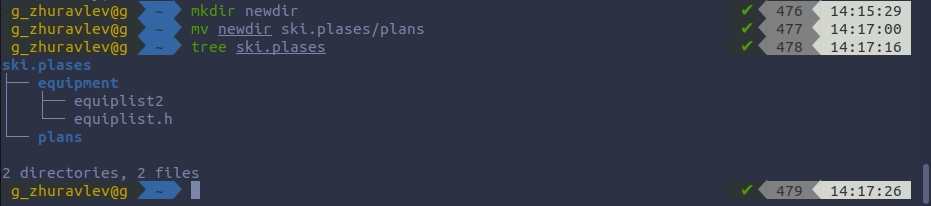 g_zhuravlev@g ~ mkdir newdir ✔ 476 14:15:29
g_zhuravlev@g ~ mv newdir ski.plases/plans ✔ 477 14:17:00
g_zhuravlev@g ~ tree ski.plases ✔ 478 14:17:16
ski.plases
├── equipment
│   ├── equiplist2
│   └── equiplist.h
└── plans
2 directories, 2 files
g_zhuravlev@g ~ ✔ 479 14:17:26